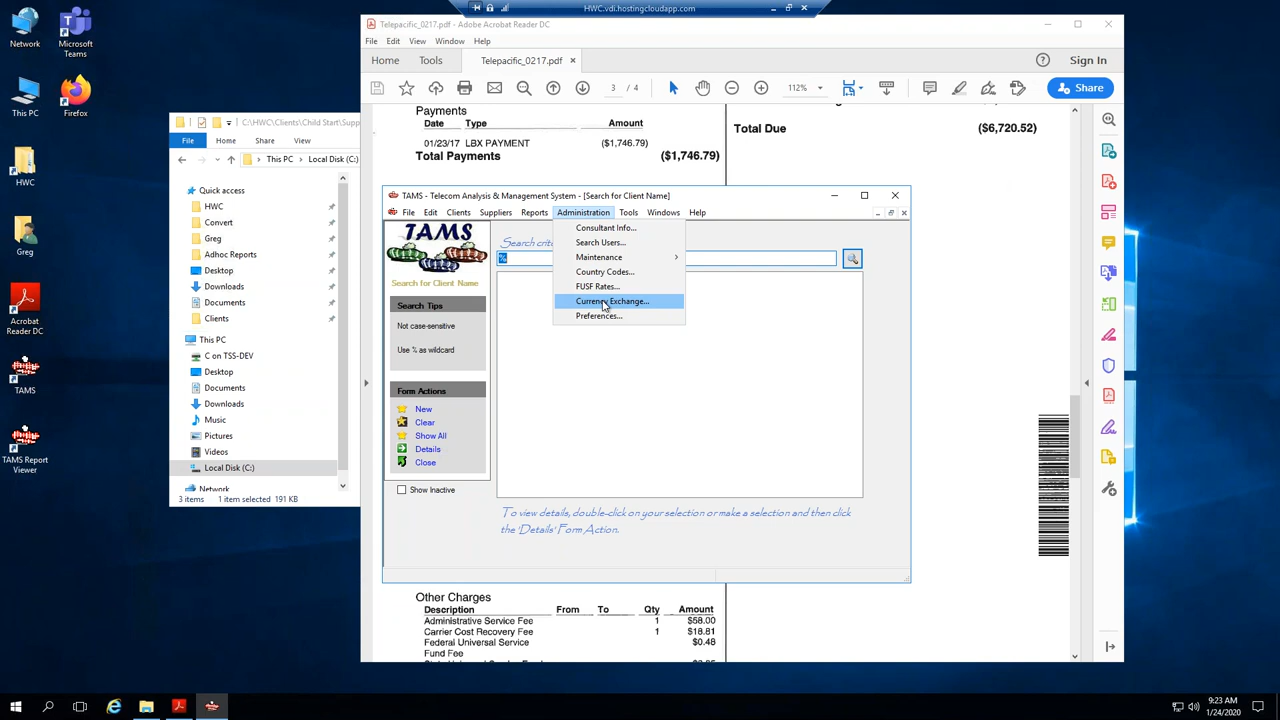 HWC.vdi.hostingcloudapp.com
Telepacific_0217.pdf - Adobe Acrobat Reader DC
File Edit View Window Help
Home Tools Telepacific_0217.pdf × Sign In
3 / 4 112% Share
Payments
Date Type Amount
01/23/17 LBX PAYMENT ($1,746.79)
Total Payments ($1,746.79)
Total Due ($6,720.52)
Network
Microsoft
Teams
This PC
Firefox
HWC
Greg
Acrobat
Reader DC
TAMS
TAMS Report
Viewer
C:\HWC\Clients\Child Start\Supp
File Home Share View
This PC > Local Disk (C:)
Quick access
HWC
Convert
Greg
Adhoc Reports
Desktop
Downloads
Documents
Clients
This PC
C on TSS-DEV
Desktop
Documents
Downloads
Music
Pictures
Videos
Local Disk (C:)
Network
3 items 1 item selected 191 KB
TAMS - Telecom Analysis & Management System - [Search for Client Name]
File Edit Clients Suppliers Reports Administration Tools Windows Help
TAMS
Search for Client Name
Search Tips
Not case-sensitive
Use % as wildcard
Form Actions
New
Clear
Show All
Details
Close
Show Inactive
Search crite
%
Consultant Info...
Search Users...
Maintenance
Country Codes...
FUSF Rates...
Currency Exchange...
Preferences...
To view details, double-click on your selection or make a selection and then click
the 'Details' Form Action.
Other Charges
Description From To Qty Amount
Administrative Service Fee 1 $58.00
Carrier Cost Recovery Fee 1 $18.81
Federal Universal Service $0.48
Fund Fee
9:23 AM
1/24/2020